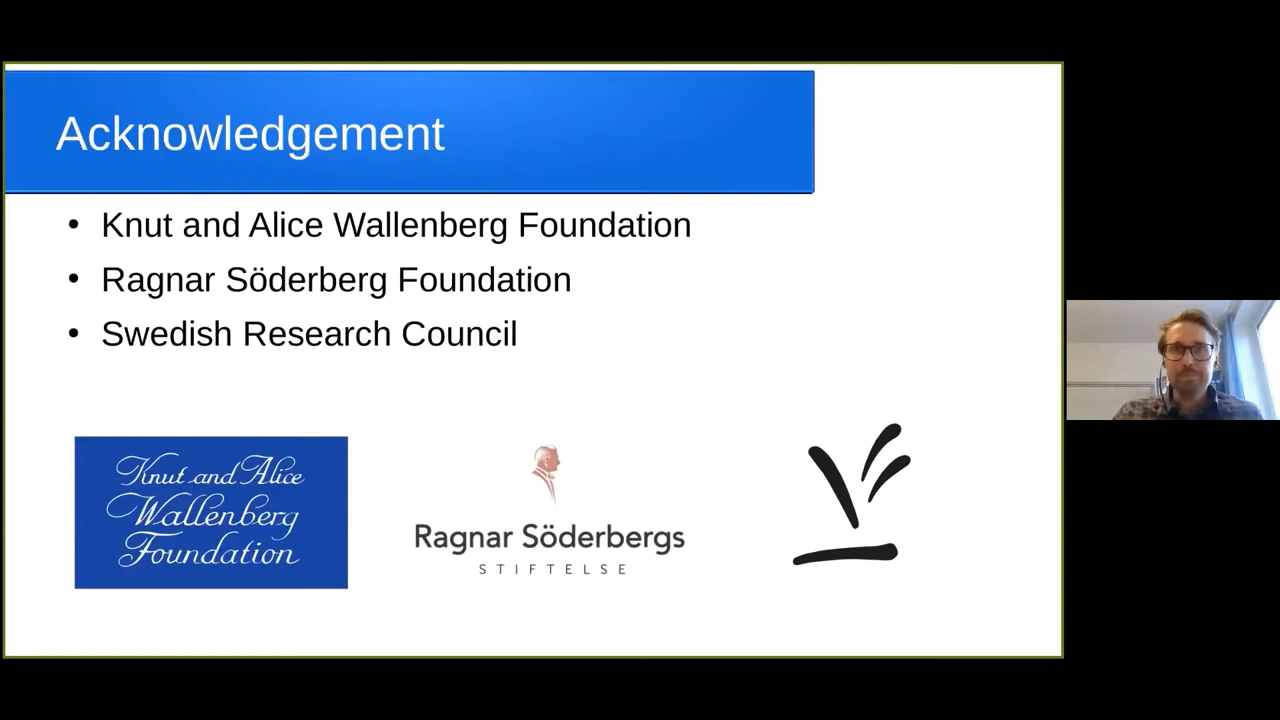 Acknowledgement
• Knut and Alice Wallenberg Foundation
• Ragnar Söderberg Foundation
• Swedish Research Council
Knut and Alice
Wallenberg
Foundation
Ragnar Söderbergs
STIFTELSE